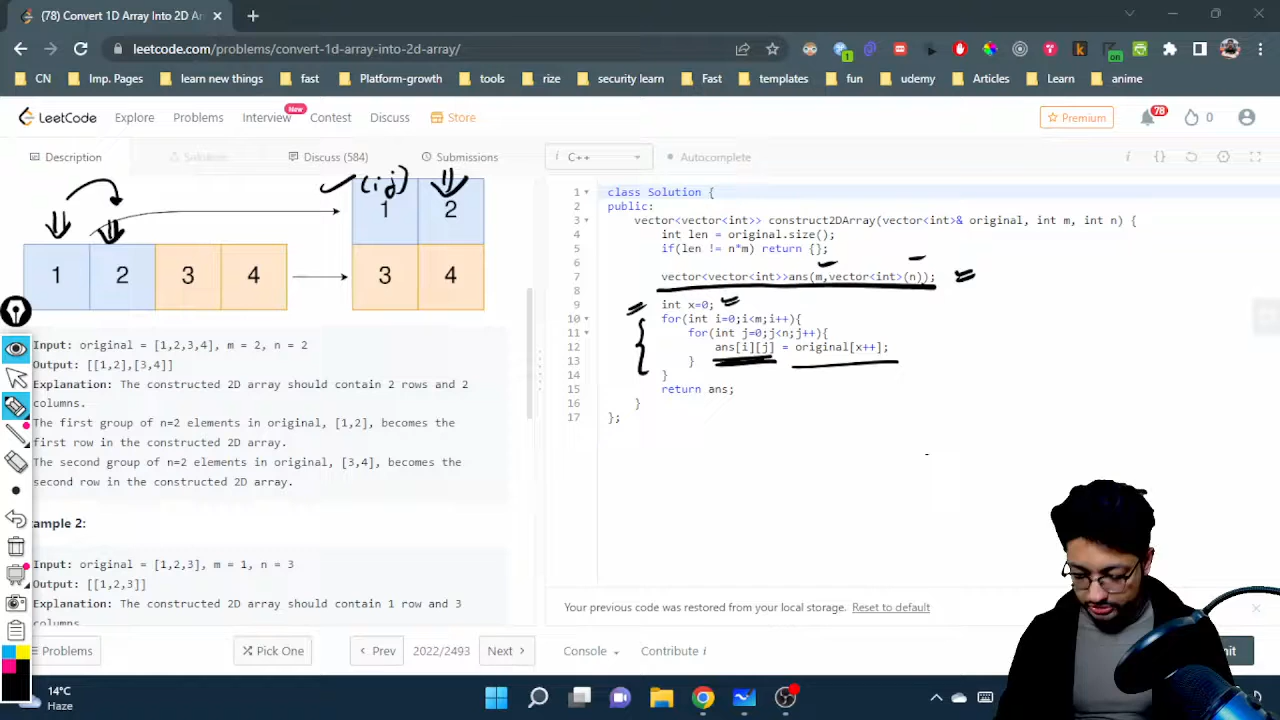 (78) Convert 1D Array Into 2D Ar
leetcode.com/problems/convert-1d-array-into-2d-array/
CN Imp. Pages learn new things fast Platform-growth tools rise security learn Fast templates fun udemy Articles Learn anime
LeetCode Explore Problems Interview New Contest Discuss Store Premium 78 0
Description Solution Discuss (584) Submissions
i C++ Autocomplete
(i,j)
1 2
1 2 3 4
3 4
Input: original = [1,2,3,4], m = 2, n = 2
Output: [[1,2],[3,4]]
Explanation: The constructed 2D array should contain 2 rows and 2
columns.
The first group of n=2 elements in original, [1,2], becomes the
first row in the constructed 2D array.
The second group of n=2 elements in original, [3,4], becomes the
second row in the constructed 2D array.
ample 2:
Input: original = [1,2,3], m = 1, n = 3
Output: [[1,2,3]]
Explanation: The constructed 2D array should contain 1 row and 3
columns.
1 class Solution {
2 public:
3 vector<vector<int>> construct2DArray(vector<int>& original, int m, int n) {
4 int len = original.size();
5 if(len != n*m) return {};
6
7 vector<vector<int>>ans(m,vector<int>(n));
8
9 int x=0;
10 for(int i=0;i<m;i++){
11 for(int j=0;j<n;j++){
12 ans[i][j] = original[x++];
13 }
14 }
15 return ans;
16 }
17 };
Your previous code was restored from your local storage. Reset to default
Problems Pick One Prev 2022/2493 Next Console Contribute i
14°C
Haze